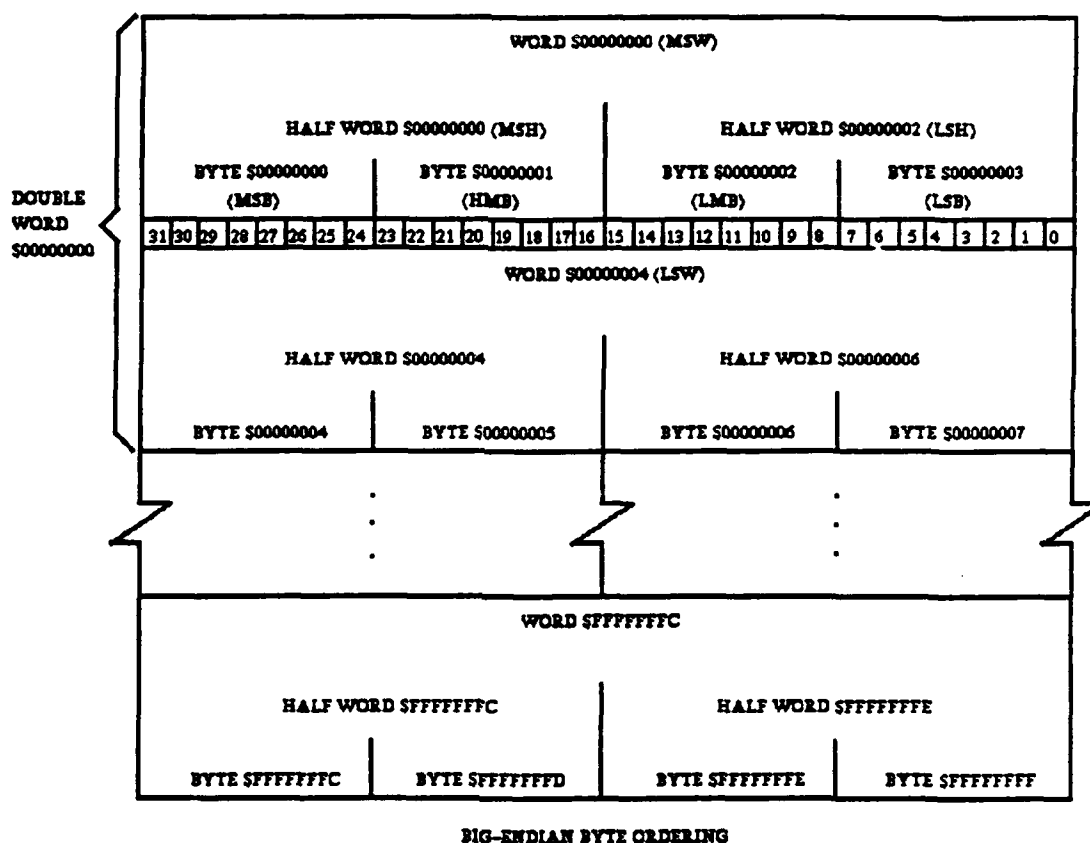 WORD $00000000 (MSW)
HALF WORD $00000000 (MSH) HALF WORD $00000002 (LSH)
BYTE $00000000 (MSB) BYTE $00000001 (HMB) BYTE $00000002 (LMB) BYTE $00000003 (LSB)
DOUBLE
WORD
$00000000
31 30 29 28 27 26 25 24 23 22 21 20 19 18 17 16 15 14 13 12 11 10 9 8 7 6 5 4 3 2 1 0
WORD $00000004 (LSW)
HALF WORD $00000004 HALF WORD $00000006
BYTE $00000004 BYTE $00000005 BYTE $00000006 BYTE $00000007
WORD $FFFFFFFC
HALF WORD $FFFFFFFC HALF WORD $FFFFFFFE
BYTE $FFFFFFFC BYTE $FFFFFFFD BYTE $FFFFFFFE BYTE $FFFFFFFF
BIG-ENDIAN BYTE ORDERING